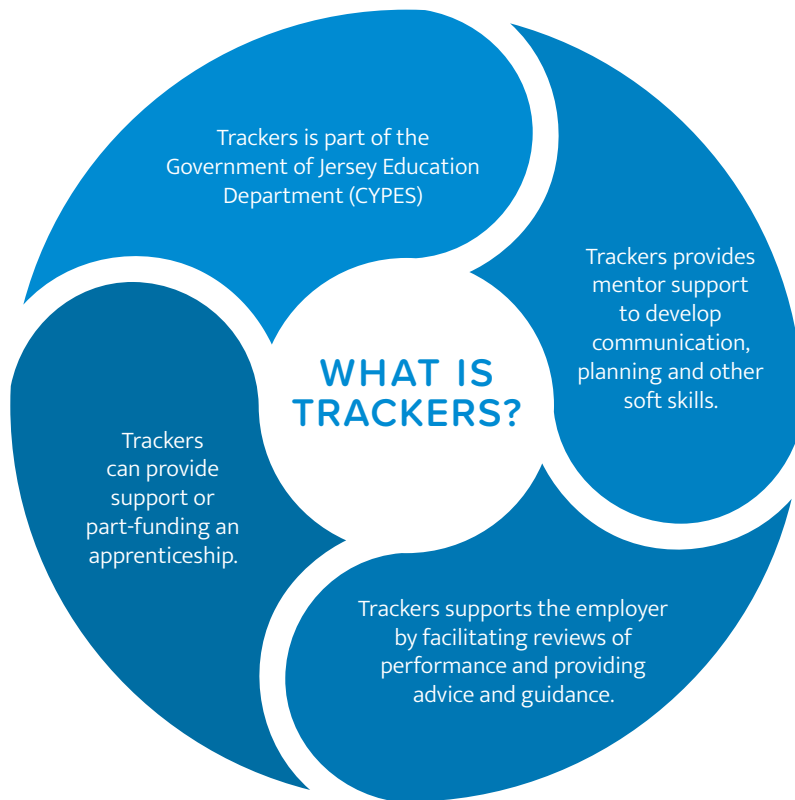 Trackers is part of the
Government of Jersey Education
Department (CYPES)
Trackers provides
mentor support
to develop
communication,
planning and other
soft skills.
WHAT IS
TRACKERS?
Trackers
can provide
support or
part-funding an
apprenticeship.
Trackers supports the employer
by facilitating reviews of
performance and providing
advice and guidance.